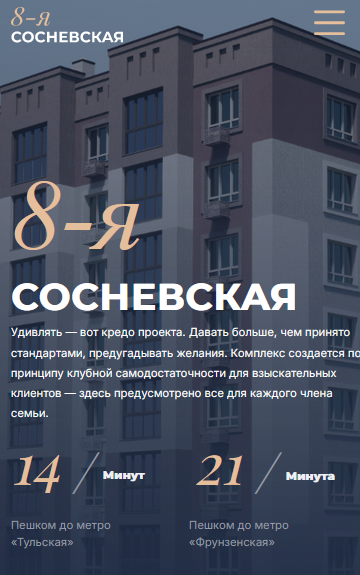 8-я
СОСНЕВСКАЯ
8-я
СОСНЕВСКАЯ
Удивлять — вот кредо проекта. Давать больше, чем принято
стандартами, предугадывать желания. Комплекс создается по
принципу клубной самодостаточности для взыскательных
клиентов — здесь предусмотрено все для каждого члена
семьи.
14 / Минут 21 / Минута
Пешком до метро Пешком до метро
«Тульская» «Фрунзенская»